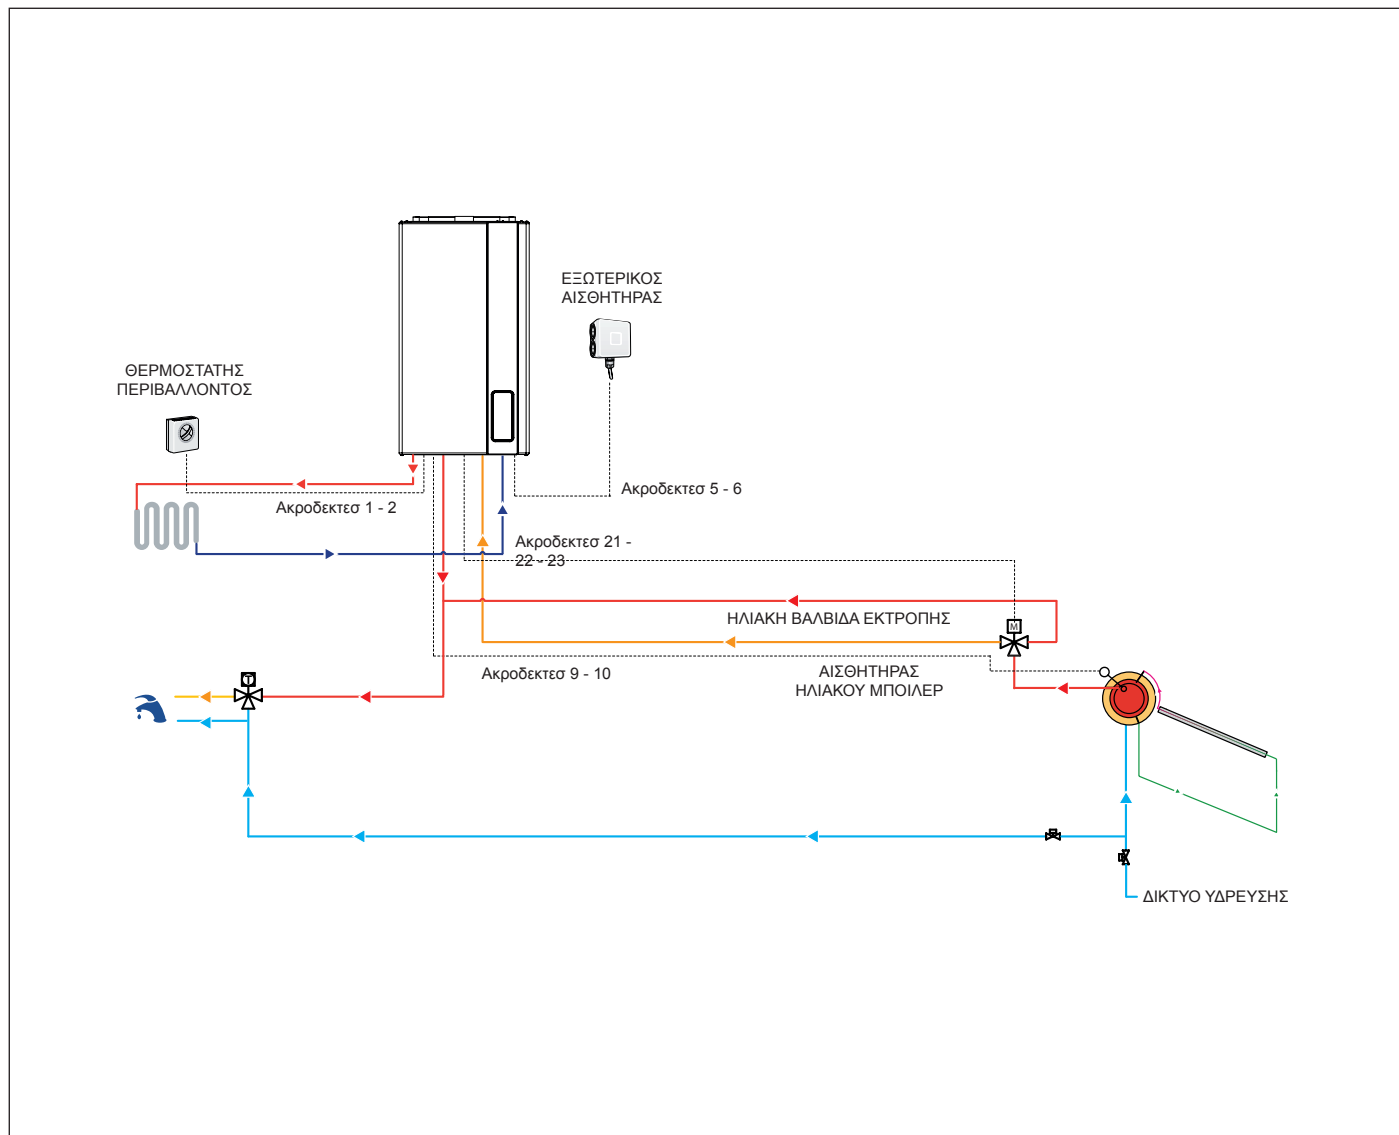 ΕΞΩΤΕΡΙΚΟΣ
ΑΙΣΘΗΤΗΡΑΣ
ΘΕΡΜΟΣΤΑΤΗΣ
ΠΕΡΙΒΑΛΛΟΝΤΟΣ
Ακροδεκτεσ 5 - 6
Ακροδεκτεσ 1 - 2
Ακροδεκτεσ 21 -
22 - 23
ΗΛΙΑΚΗ ΒΑΛΒΙΔΑ ΕΚΤΡΟΠΗΣ
M
Ακροδεκτεσ 9 - 10
ΑΙΣΘΗΤΗΡΑΣ
ΗΛΙΑΚΟΥ ΜΠΟΙΛΕΡ
T
ΔΙΚΤΥΟ ΥΔΡΕΥΣΗΣ